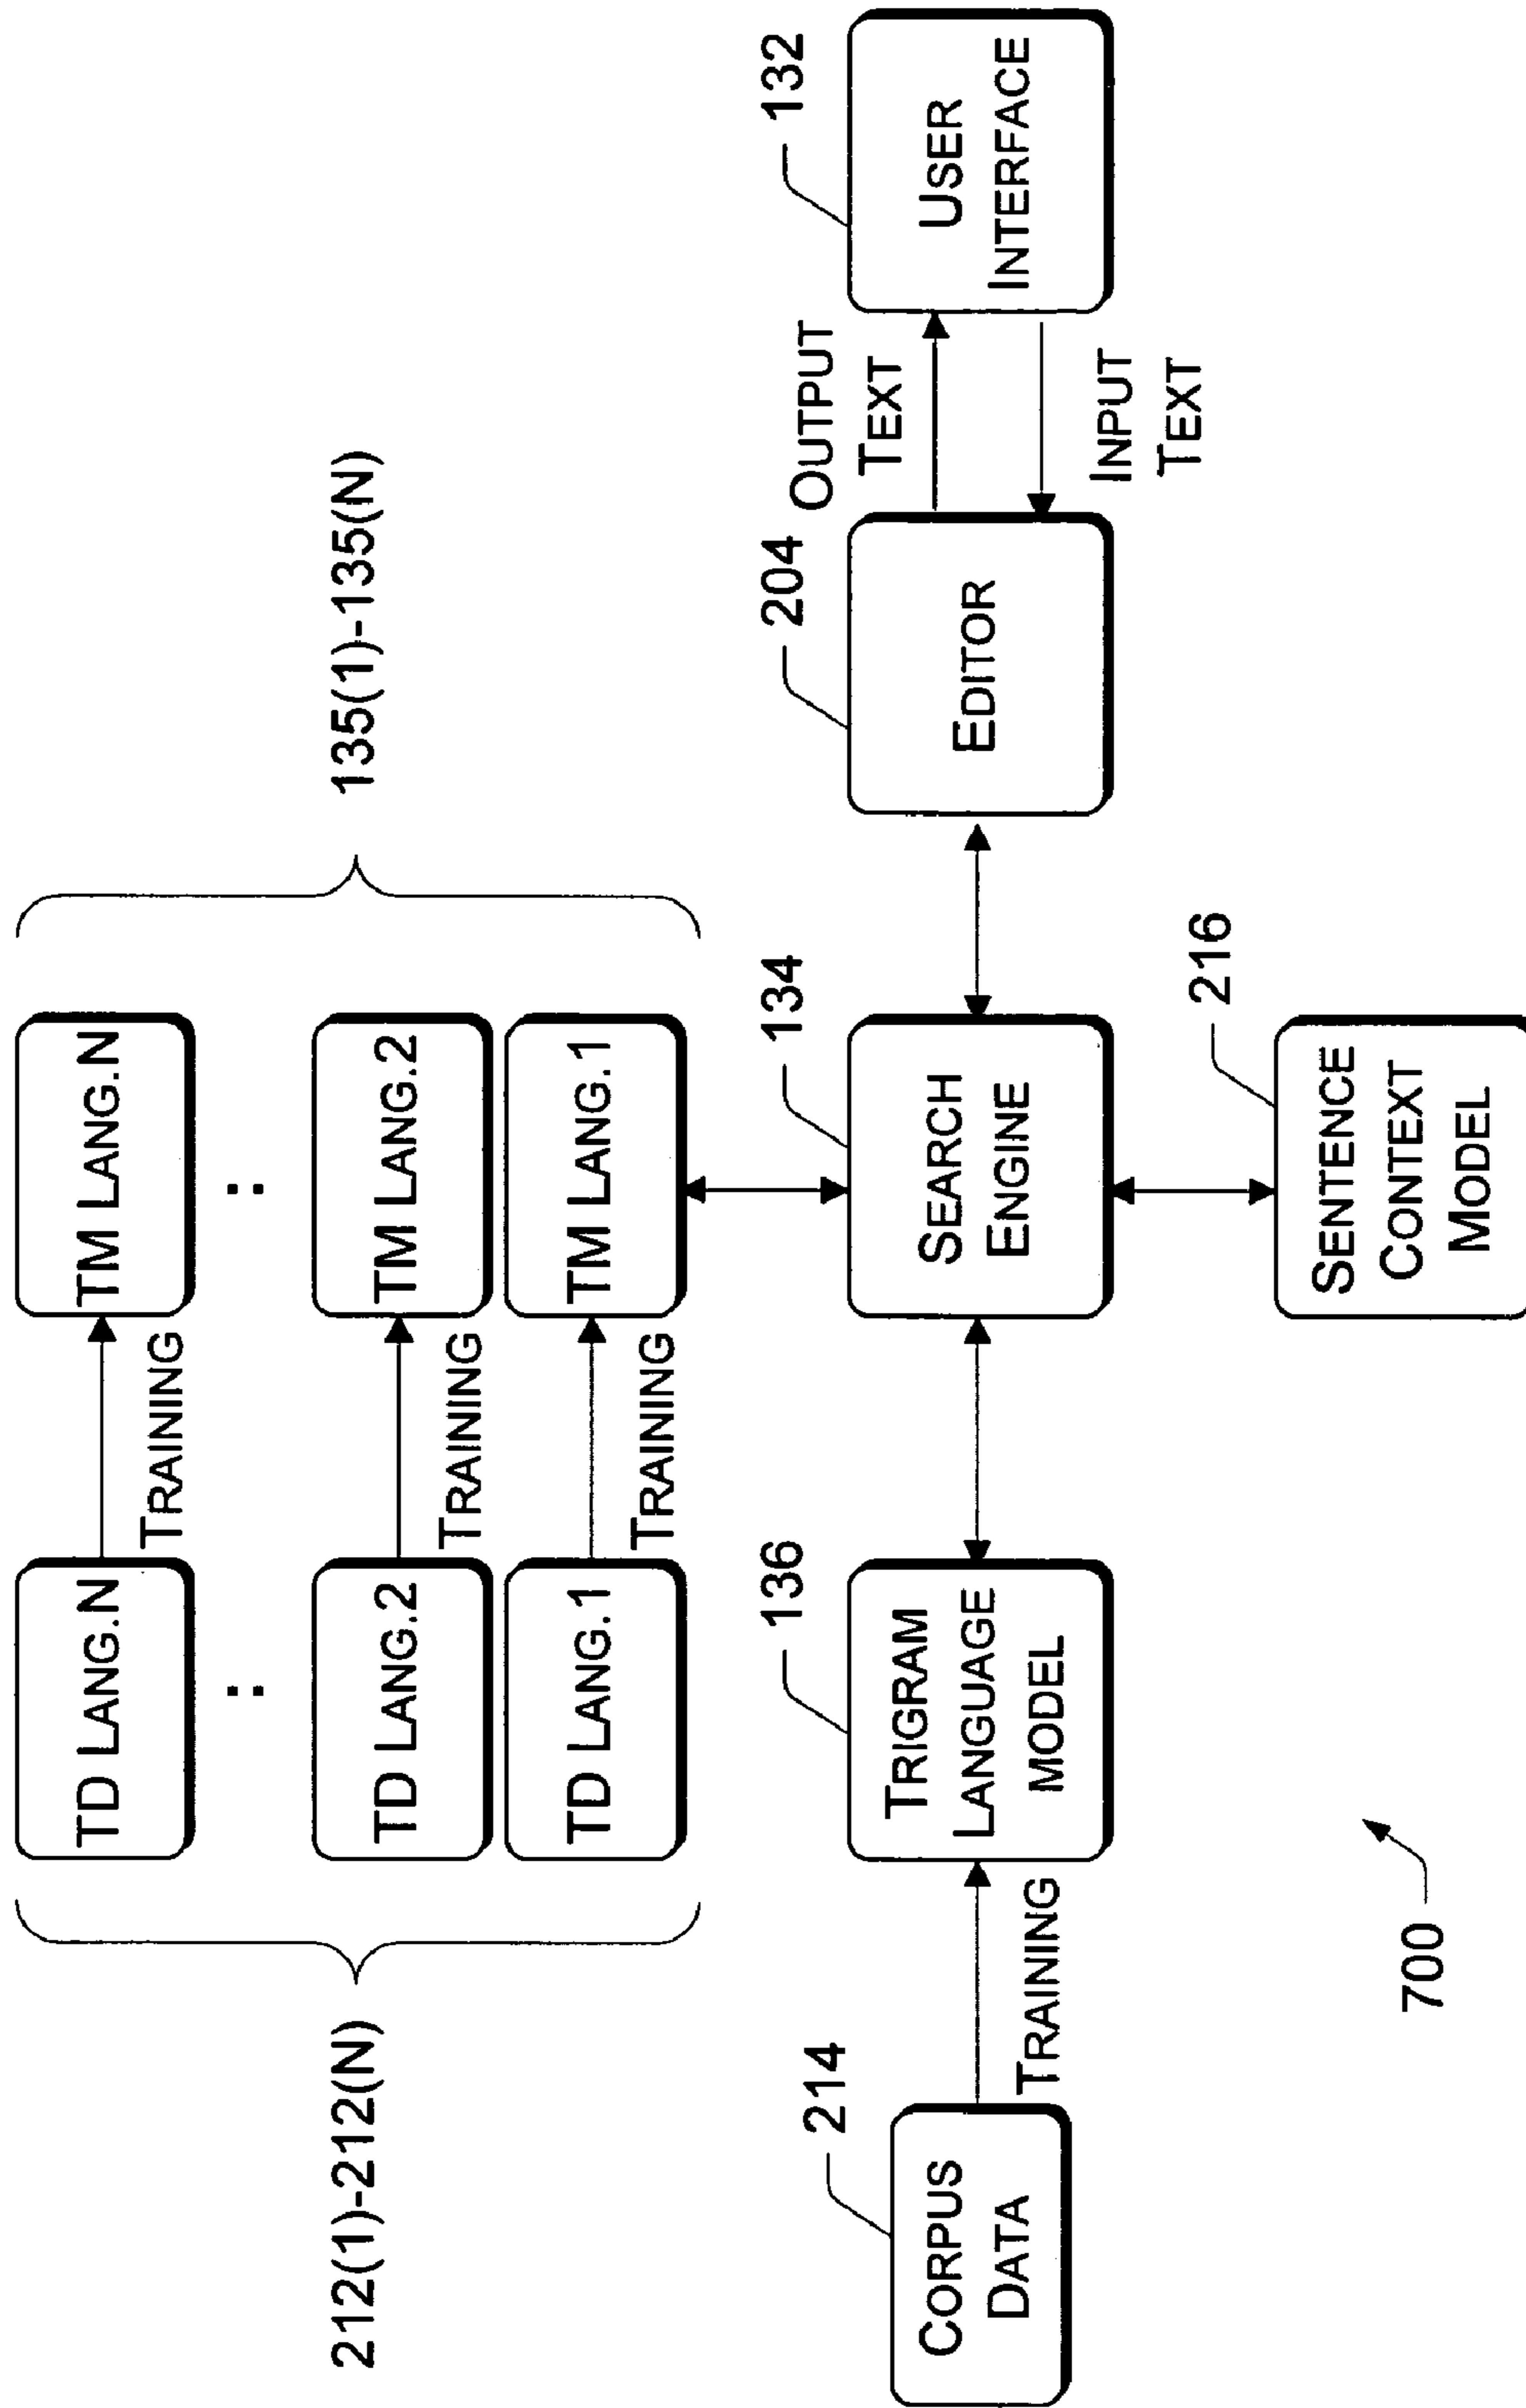 212(1)-212(N)
135(1)-135(N)
TD LANG.N
TRAINING
TM LANG.N
:
:
TD LANG.2
TRAINING
TM LANG.2
TD LANG.1
TRAINING
TM LANG.1
214
136
134
204
132
CORPUS
DATA
TRAINING
TRIGRAM
LANGUAGE
MODEL
SEARCH
ENGINE
EDITOR
OUTPUT
TEXT
INPUT
TEXT
USER
INTERFACE
216
SENTENCE
CONTEXT
MODEL
700